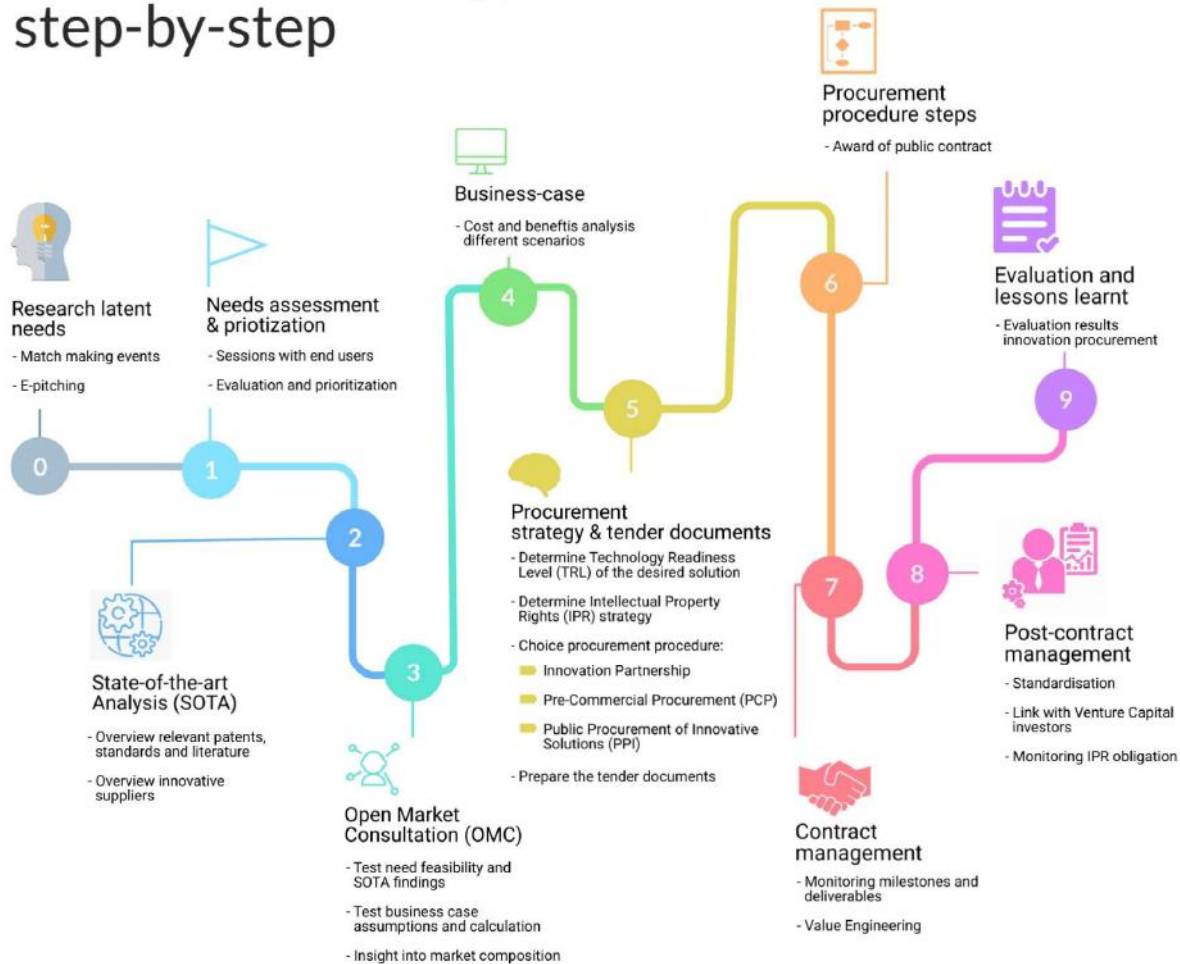 step-by-step
0
Research latent
needs
- Match making events
- E-pitching
1
Needs assessment
& priotization
- Sessions with end users
- Evaluation and prioritization
2
State-of-the-art
Analysis (SOTA)
- Overview relevant patents,
standards and literature
- Overview innovative
suppliers
3
Open Market
Consultation (OMC)
- Test need feasibility and
SOTA findings
- Test business case
assumptions and calculation
- Insight into market composition
4
Business-case
- Cost and beneftis analysis
different scenarios
5
Procurement
strategy & tender documents
- Determine Technology Readiness
Level (TRL) of the desired solution
- Determine Intellectual Property
Rights (IPR) strategy
- Choice procurement procedure:
Innovation Partnership
Pre-Commercial Procurement (PCP)
Public Procurement of Innovative
Solutions (PPI)
- Prepare the tender documents
6
Procurement
procedure steps
- Award of public contract
7
Contract
management
- Monitoring milestones and
deliverables
- Value Engineering
8
Post-contract
management
- Standardisation
- Link with Venture Capital
investors
- Monitoring IPR obligation
9
Evaluation and
lessons learnt
- Evaluation results
innovation procurement